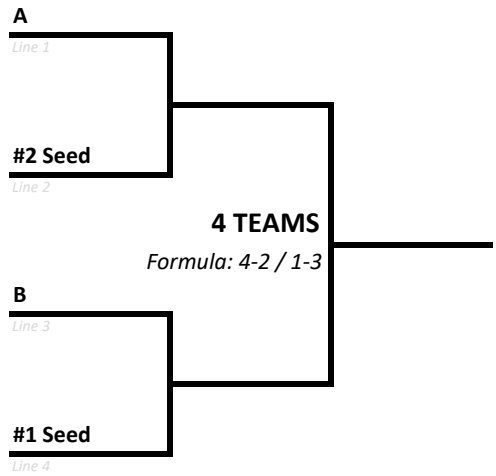 A
Line 1
#2 Seed
Line 2
4 TEAMS
Formula: 4-2 / 1-3
B
Line 3
#1 Seed
Line 4